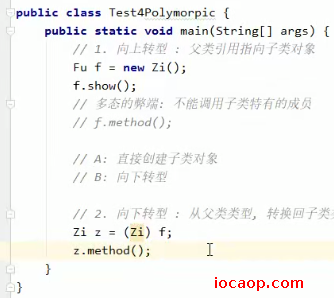 public class Test4Polymorpic {
public static void main(String[] args) {
// 1. 向上转型 : 父类引用指向子类对象
Fu f = new Zi();
f.show();
// 多态的弊端: 不能调用子类特有的成员
// f.method();
// A: 直接创建子类对象
// B: 向下转型
// 2. 向下转型 : 从父类类型, 转换回子类
Zi z = (Zi) f;
z.method();
}
}
iocaop.com